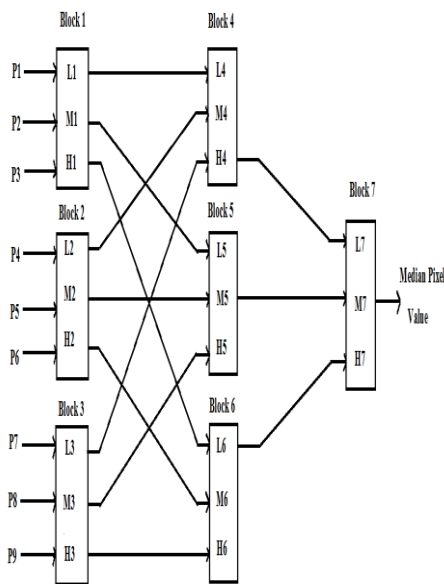 Block 1
P1
L1
P2
M1
P3
H1
Block 2
P4
L2
P5
M2
P6
H2
Block 3
P7
L3
P8
M3
P9
H3
Block 4
L4
M4
H4
Block 5
L5
M5
H5
Block 6
L6
M6
H6
Block 7
L7
M7
H7
Median Pixel
Value